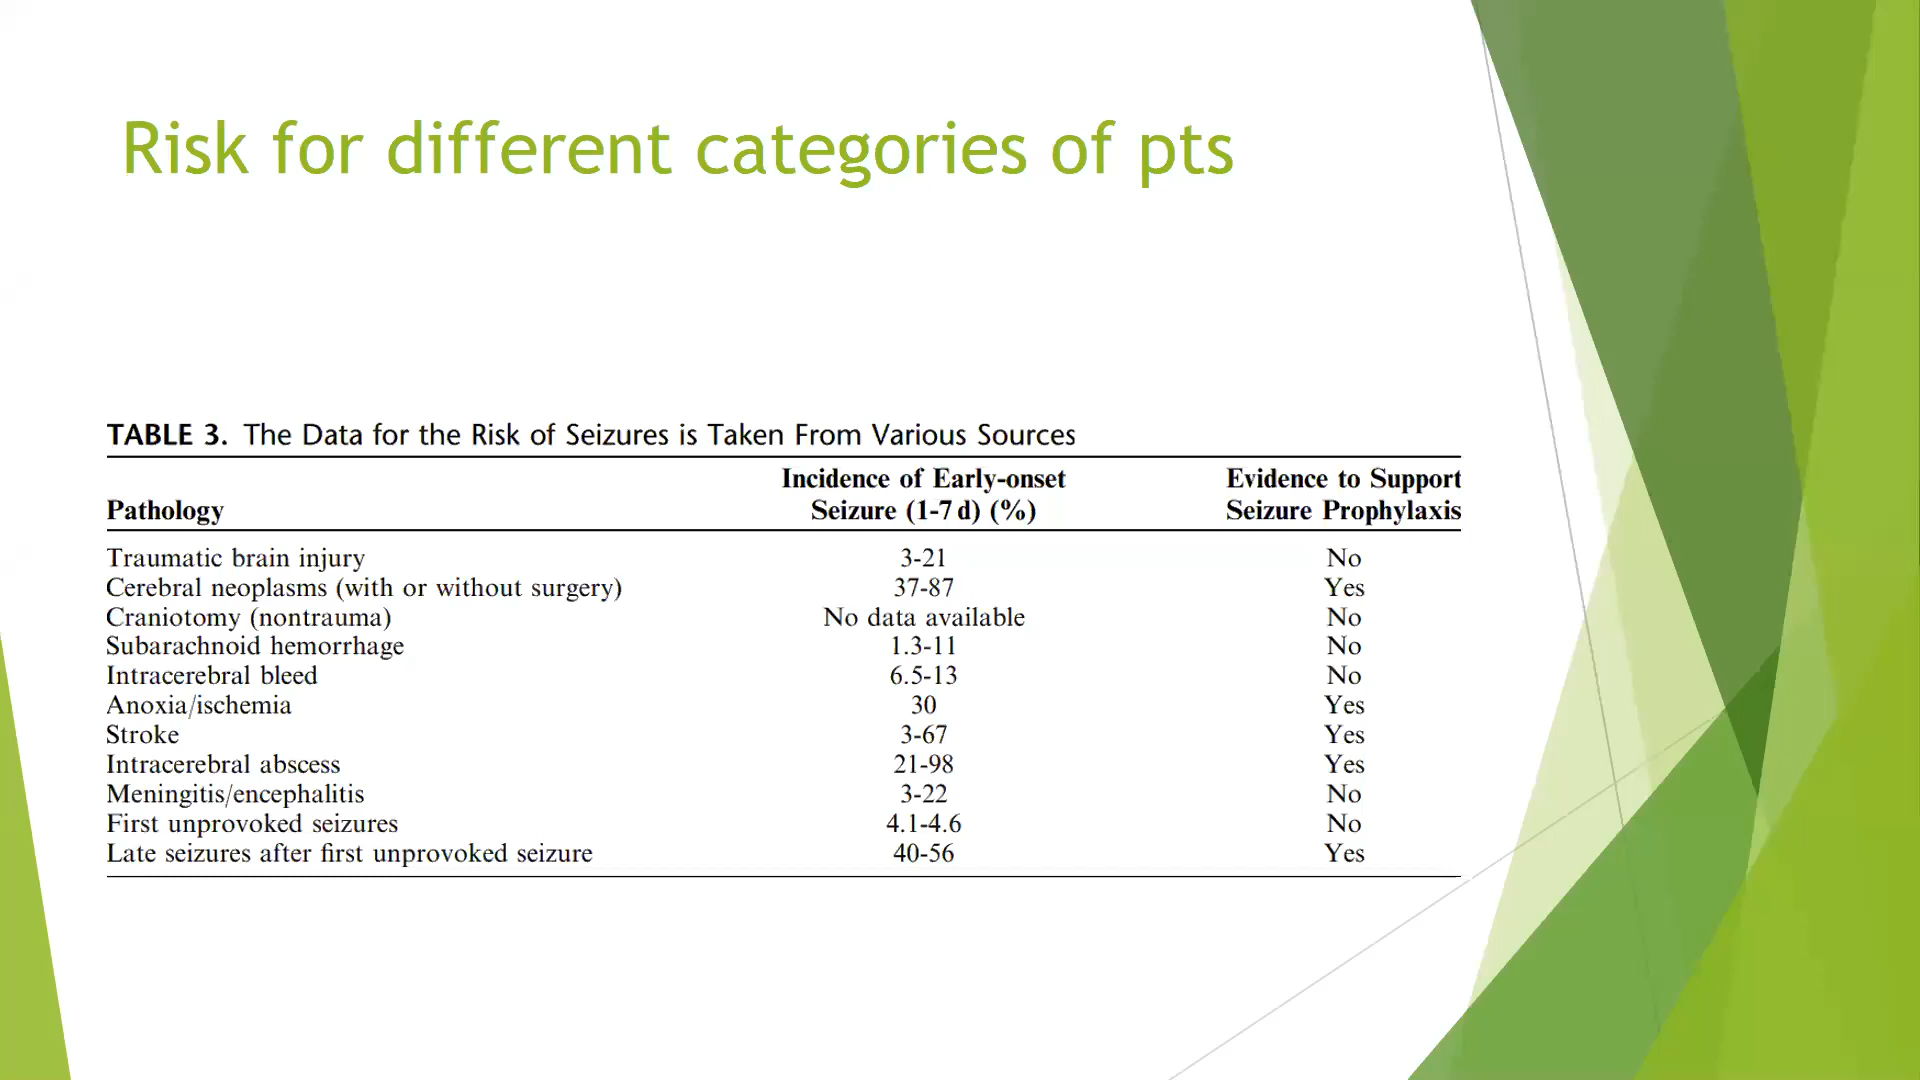 Risk for different categories of pts
TABLE 3. The Data for the Risk of Seizures is Taken From Various Sources
Pathology Incidence of Early-onset Seizure (1-7 d) (%) Evidence to Support Seizure Prophylaxis
Traumatic brain injury 3-21 No
Cerebral neoplasms (with or without surgery) 37-87 Yes
Craniotomy (nontrauma) No data available No
Subarachnoid hemorrhage 1.3-11 No
Intracerebral bleed 6.5-13 No
Anoxia/ischemia 30 Yes
Stroke 3-67 Yes
Intracerebral abscess 21-98 Yes
Meningitis/encephalitis 3-22 No
First unprovoked seizures 4.1-4.6 No
Late seizures after first unprovoked seizure 40-56 Yes